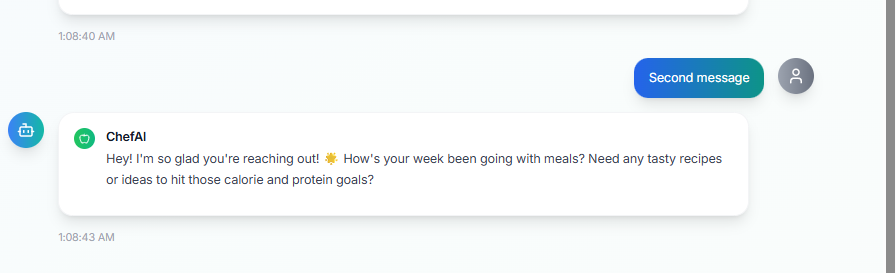 1:08:40 AM
Second message
ChefAI
Hey! I'm so glad you're reaching out! 🌟 How's your week been going with meals? Need any tasty recipes
or ideas to hit those calorie and protein goals?
1:08:43 AM